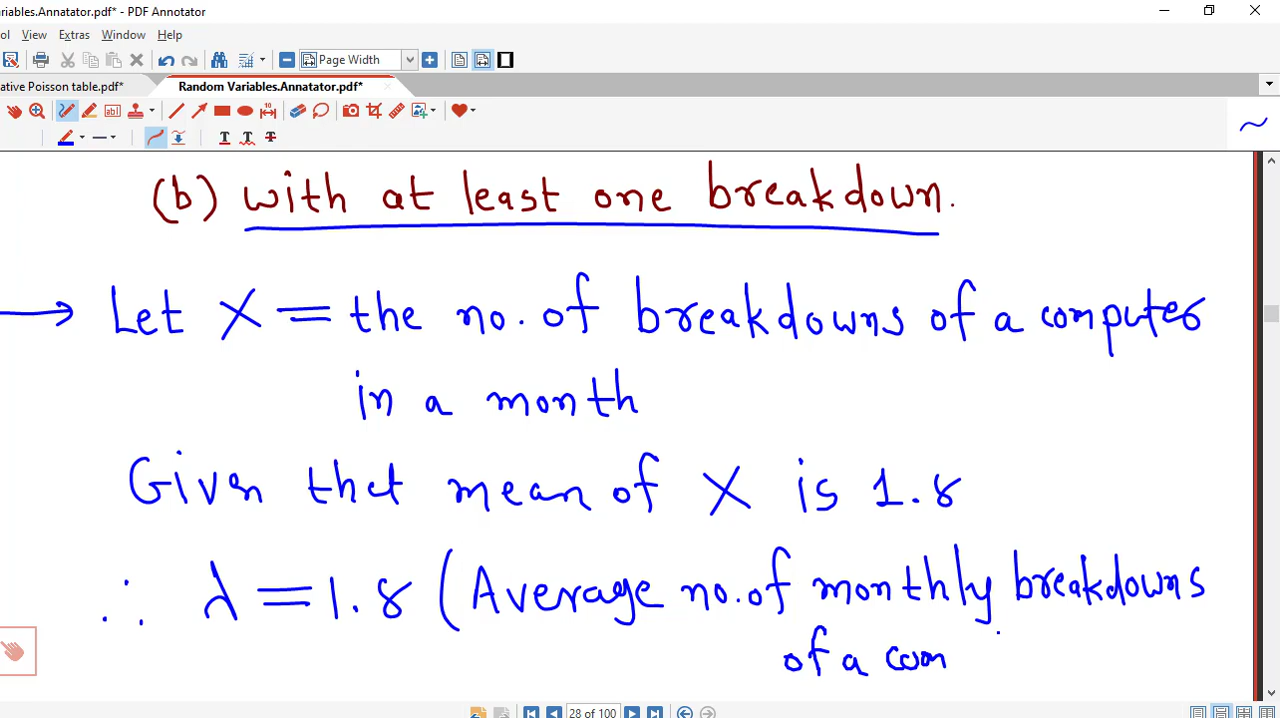 ariables.Annatator.pdf* - PDF Annotator
ol View Extras Window Help
Page Width
ative Poisson table.pdf* Random Variables.Annatator.pdf*
(b) with at least one breakdown.
Let X = the no. of breakdowns of a computer
in a month
Given that mean of X is 1.8
∴ λ = 1.8 (Average no. of monthly breakdowns
of a com
28 of 100